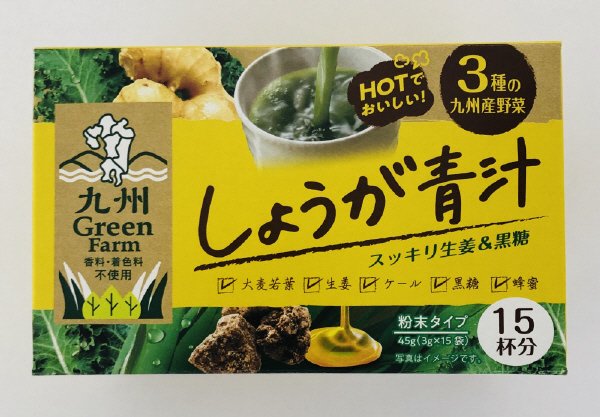 HOTで
おいしい!
3種の
九州産野菜
九州
Green
Farm
香料・着色料
不使用
しょうが青汁
スッキリ生姜&黒糖
大麦若葉 生姜 ケール 黒糖 蜂蜜
粉末タイプ
45g(3g×15袋)
写真はイメージです。
15
杯分